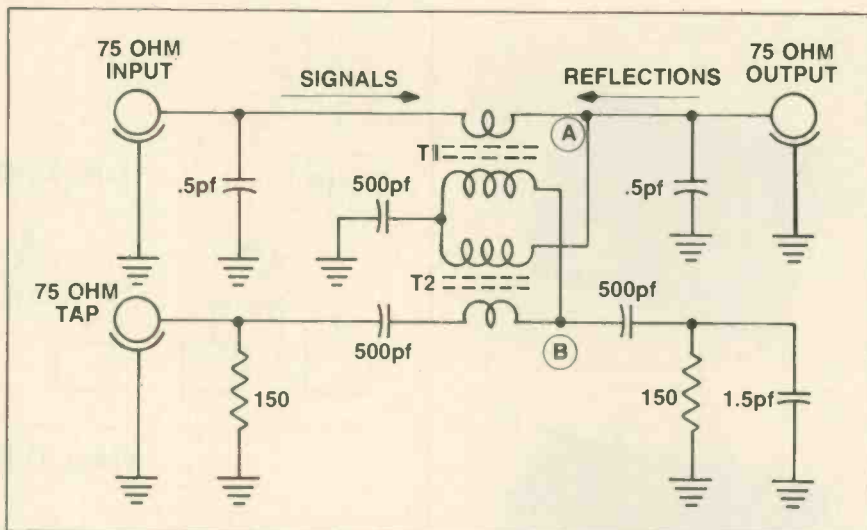 75 OHM
INPUT
SIGNALS
REFLECTIONS
75 OHM
OUTPUT
A
T1
.5pf
500pf
.5pf
T2
75 OHM
TAP
500pf
500pf
B
150
150
1.5pf